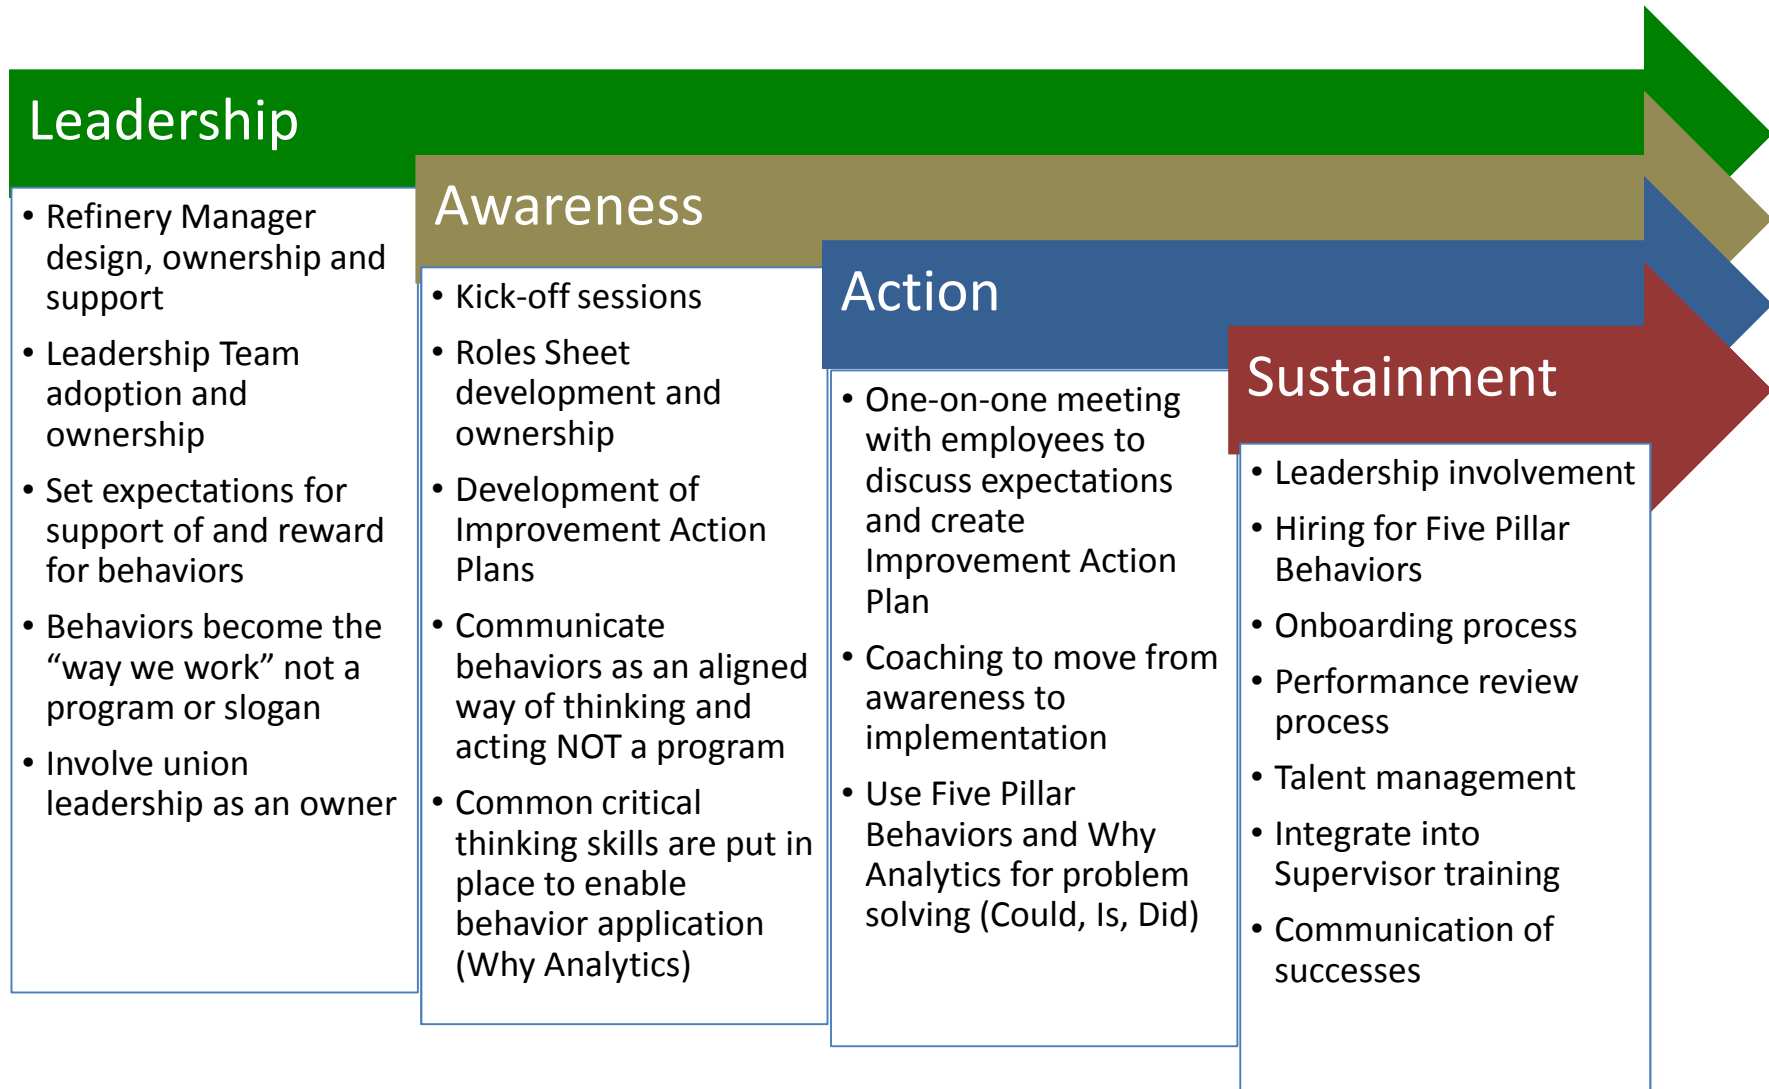 Leadership
• Refinery Manager
design, ownership and
support
• Leadership Team
adoption and
ownership
• Set expectations for
support of and reward
for behaviors
• Behaviors become the
“way we work” not a
program or slogan
• Involve union
leadership as an owner
Awareness
• Kick-off sessions
• Roles Sheet
development and
ownership
• Development of
Improvement Action
Plans
• Communicate
behaviors as an aligned
way of thinking and
acting NOT a program
• Common critical
thinking skills are put in
place to enable
behavior application
(Why Analytics)
Action
• One-on-one meeting
with employees to
discuss expectations
and create
Improvement Action
Plan
• Coaching to move from
awareness to
implementation
• Use Five Pillar
Behaviors and Why
Analytics for problem
solving (Could, Is, Did)
Sustainment
• Leadership involvement
• Hiring for Five Pillar
Behaviors
• Onboarding process
• Performance review
process
• Talent management
• Integrate into
Supervisor training
• Communication of
successes